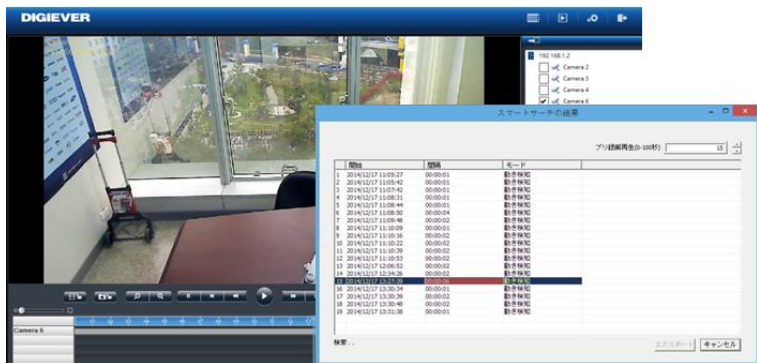 DIGIEVER
192.168.1.2
Camera 2
Camera 3
Camera 4
Camera 6
スマートサーチの結果
プリ録画再生(0-100秒) 15
開始 間隔 モード
1 2014/12/17 11:05:27 00:00:01 動き検知
2 2014/12/17 11:05:42 00:00:01 動き検知
3 2014/12/17 11:07:42 00:00:01 動き検知
4 2014/12/17 11:08:31 00:00:01 動き検知
5 2014/12/17 11:08:44 00:00:01 動き検知
6 2014/12/17 11:08:50 00:00:04 動き検知
7 2014/12/17 11:09:48 00:00:02 動き検知
8 2014/12/17 11:10:09 00:00:01 動き検知
9 2014/12/17 11:10:16 00:00:02 動き検知
10 2014/12/17 11:10:22 00:00:02 動き検知
11 2014/12/17 11:10:39 00:00:02 動き検知
12 2014/12/17 11:10:53 00:00:02 動き検知
13 2014/12/17 12:06:52 00:00:02 動き検知
14 2014/12/17 12:34:26 00:00:02 動き検知
15 2014/12/17 13:27:39 動き検知
16 2014/12/17 13:30:34 00:00:01 動き検知
17 2014/12/17 13:30:39 00:00:02 動き検知
18 2014/12/17 13:30:48 00:00:02 動き検知
19 2014/12/17 13:31:38 00:00:01 動き検知
Camera 6
検索 . .
エクスポート キャンセル